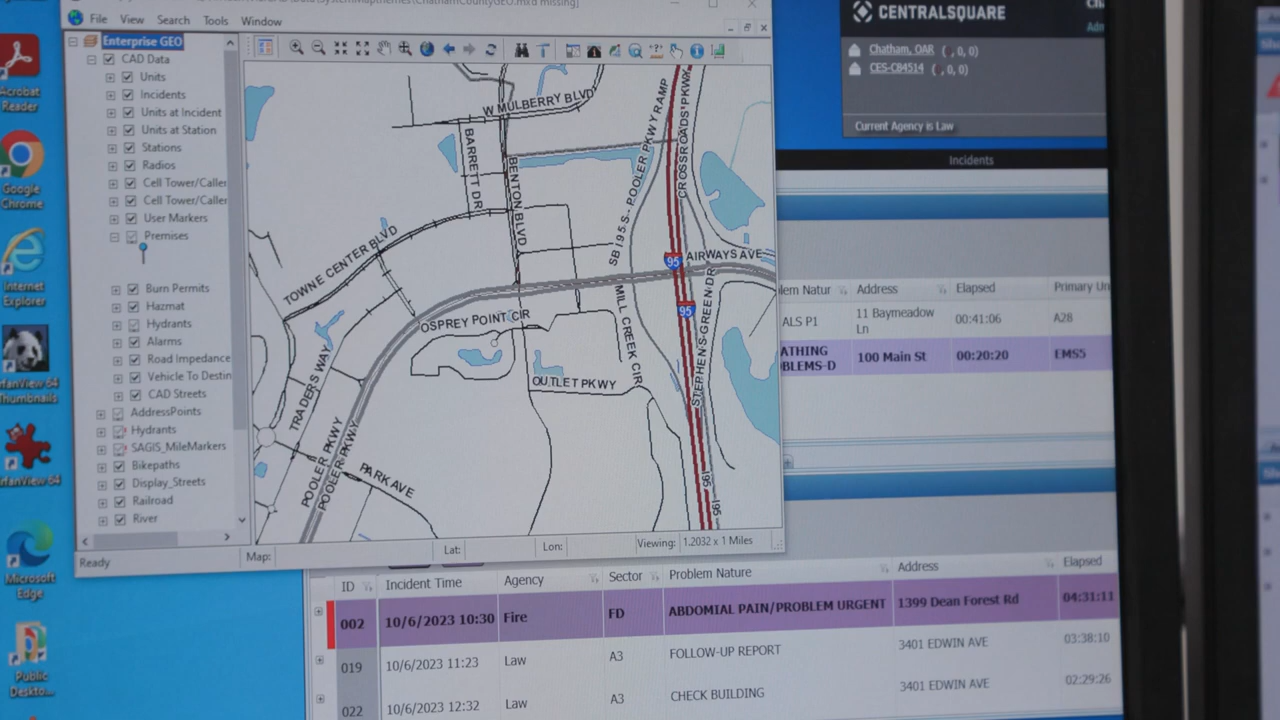 File View Search Tools Window
Acrobat
Reader
Google
Chrome
Internet
Explorer
Thumbnails
Microsoft
Edge
Public
Deskto...
Enterprise GEO
CAD Data
Units
Incidents
Units at Incident
Units at Station
Stations
Radios
Cell Tower/Caller
Cell Tower/Caller
User Markers
Premises
Burn Permits
Hazmat
Hydrants
Alarms
Road Impedance
Vehicle To Destin
CAD Streets
AddressPoints
Hydrants
SAGIS_MileMarkers
Bikepaths
Display_Streets
Railroad
River
W MULBERRY BLVD
BARRETT DR
BENTON BLVD
SB I95 S - POOLER PKWY RAMP
CROSSROADS PKWY
TOWNE CENTER BLVD
AIRWAYS AVE
95
95
OSPREY POINT CIR
MILL CREEK CIR
STEPHEN S GREEN DR
TRADERS WAY
OUTLET PKWY
POOLER PKWY
POOLER PKWY
PARK AVE
I95
I95
Ready
Map:
Lat:
Lon:
Viewing: 1.2032 x 1 Miles
CENTRALSQUARE
Chatham, OAR ( , 0, 0)
CES-C84514 ( , 0, 0)
Current Agency is Law
Incidents
lem Natur Address Elapsed Primary Un
ALS P1 11 Baymeadow Ln 00:41:06 A28
ATHING
BLEMS-D 100 Main St 00:20:20 EMS5
ID Incident Time Agency Sector Problem Nature Address Elapsed
002 10/6/2023 10:30 Fire FD ABDOMIAL PAIN/PROBLEM URGENT 1399 Dean Forest Rd 04:31:11
019 10/6/2023 11:23 Law A3 FOLLOW-UP REPORT 3401 EDWIN AVE 03:38:10
022 10/6/2023 12:32 Law A3 CHECK BUILDING 3401 EDWIN AVE 02:29:26